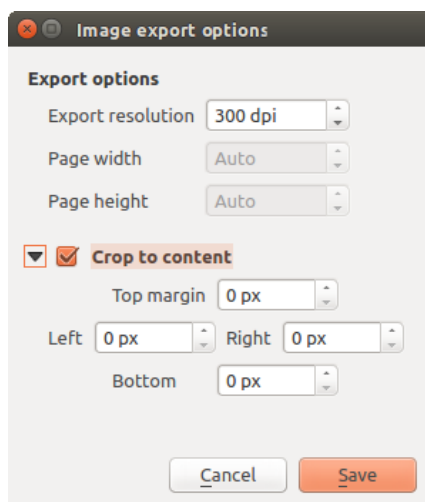 Image export options
Export options
Export resolution 300 dpi
Page width Auto
Page height Auto
Crop to content
Top margin 0 px
Left 0 px Right 0 px
Bottom 0 px
Cancel Save